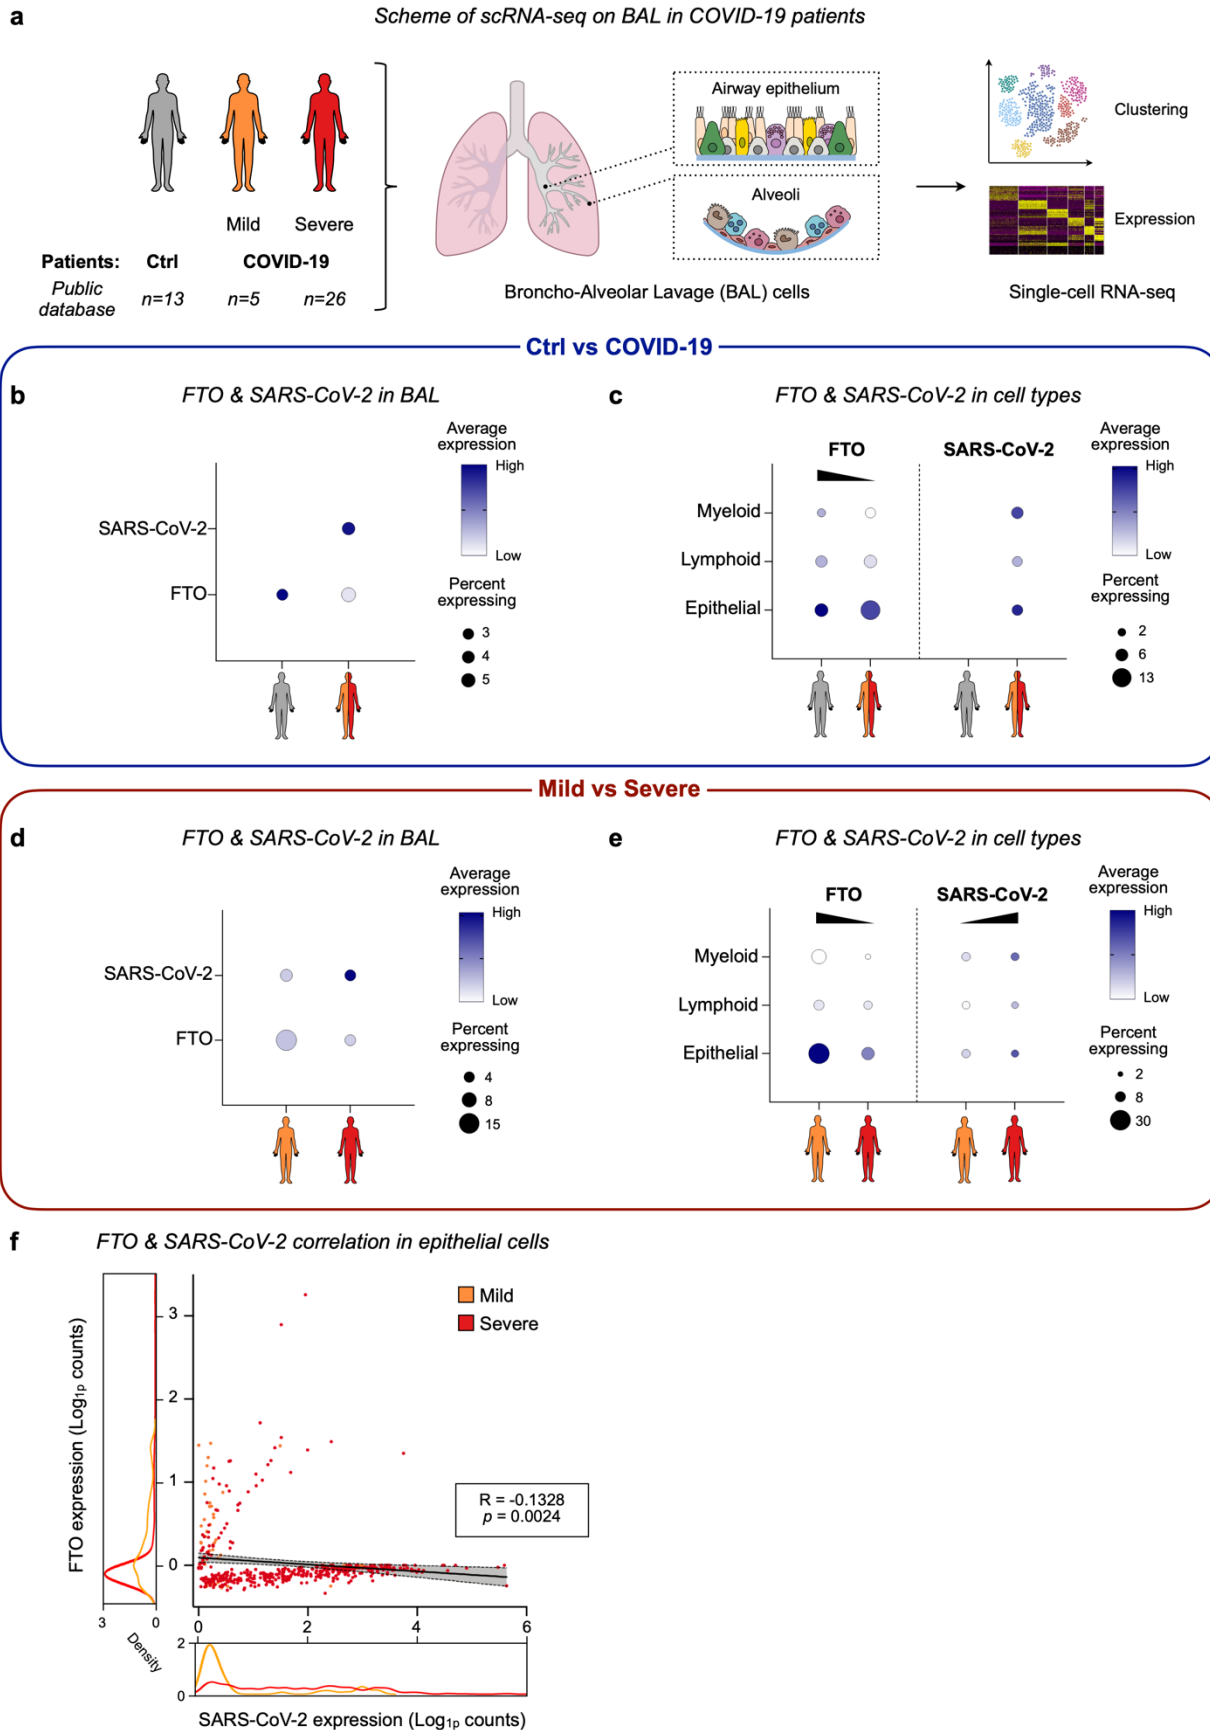 a
Scheme of scRNA-seq on BAL in COVID-19 patients
Mild Severe
Patients: Ctrl COVID-19
Public database n=13 n=5 n=26
Airway epithelium
Alveoli
Broncho-Alveolar Lavage (BAL) cells
Clustering
Expression
Single-cell RNA-seq
Ctrl vs COVID-19
b
FTO & SARS-CoV-2 in BAL
SARS-CoV-2
FTO
Average
expression
High
Low
Percent
expressing
3
4
5
c
FTO & SARS-CoV-2 in cell types
FTO SARS-CoV-2
Myeloid
Lymphoid
Epithelial
Average
expression
High
Low
Percent
expressing
2
6
13
Mild vs Severe
d
FTO & SARS-CoV-2 in BAL
SARS-CoV-2
FTO
Average
expression
High
Low
Percent
expressing
4
8
15
e
FTO & SARS-CoV-2 in cell types
FTO SARS-CoV-2
Myeloid
Lymphoid
Epithelial
Average
expression
High
Low
Percent
expressing
2
8
30
f
FTO & SARS-CoV-2 correlation in epithelial cells
FTO expression (Log1p counts)
3
2
1
0
Mild
Severe
R = -0.1328
p = 0.0024
3 0
Density
0 2 4 6
2
0
SARS-CoV-2 expression (Log1p counts)